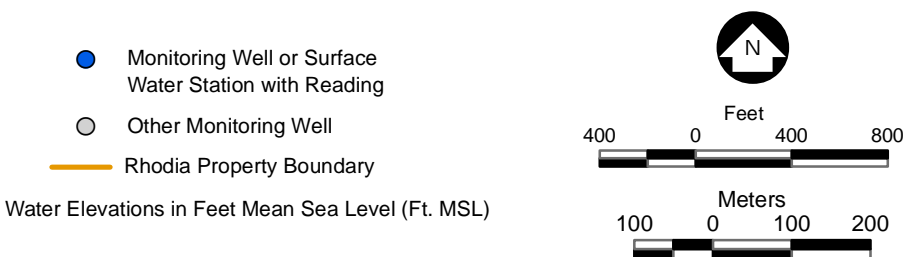 Monitoring Well or Surface
Water Station with Reading
Other Monitoring Well
Rhodia Property Boundary
Water Elevations in Feet Mean Sea Level (Ft. MSL)
N
Feet
400 0 400 800
Meters
100 0 100 200